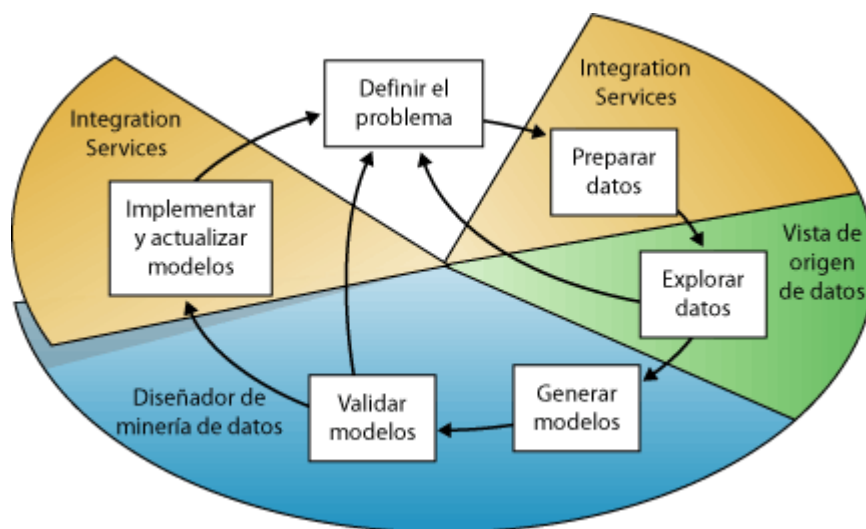 Definir el
problema
Integration
Services
Preparar
datos
Vista de
origen
de datos
Explorar
datos
Generar
modelos
Validar
modelos
Diseñador de
minería de datos
Implementar
y actualizar
modelos
Integration
Services